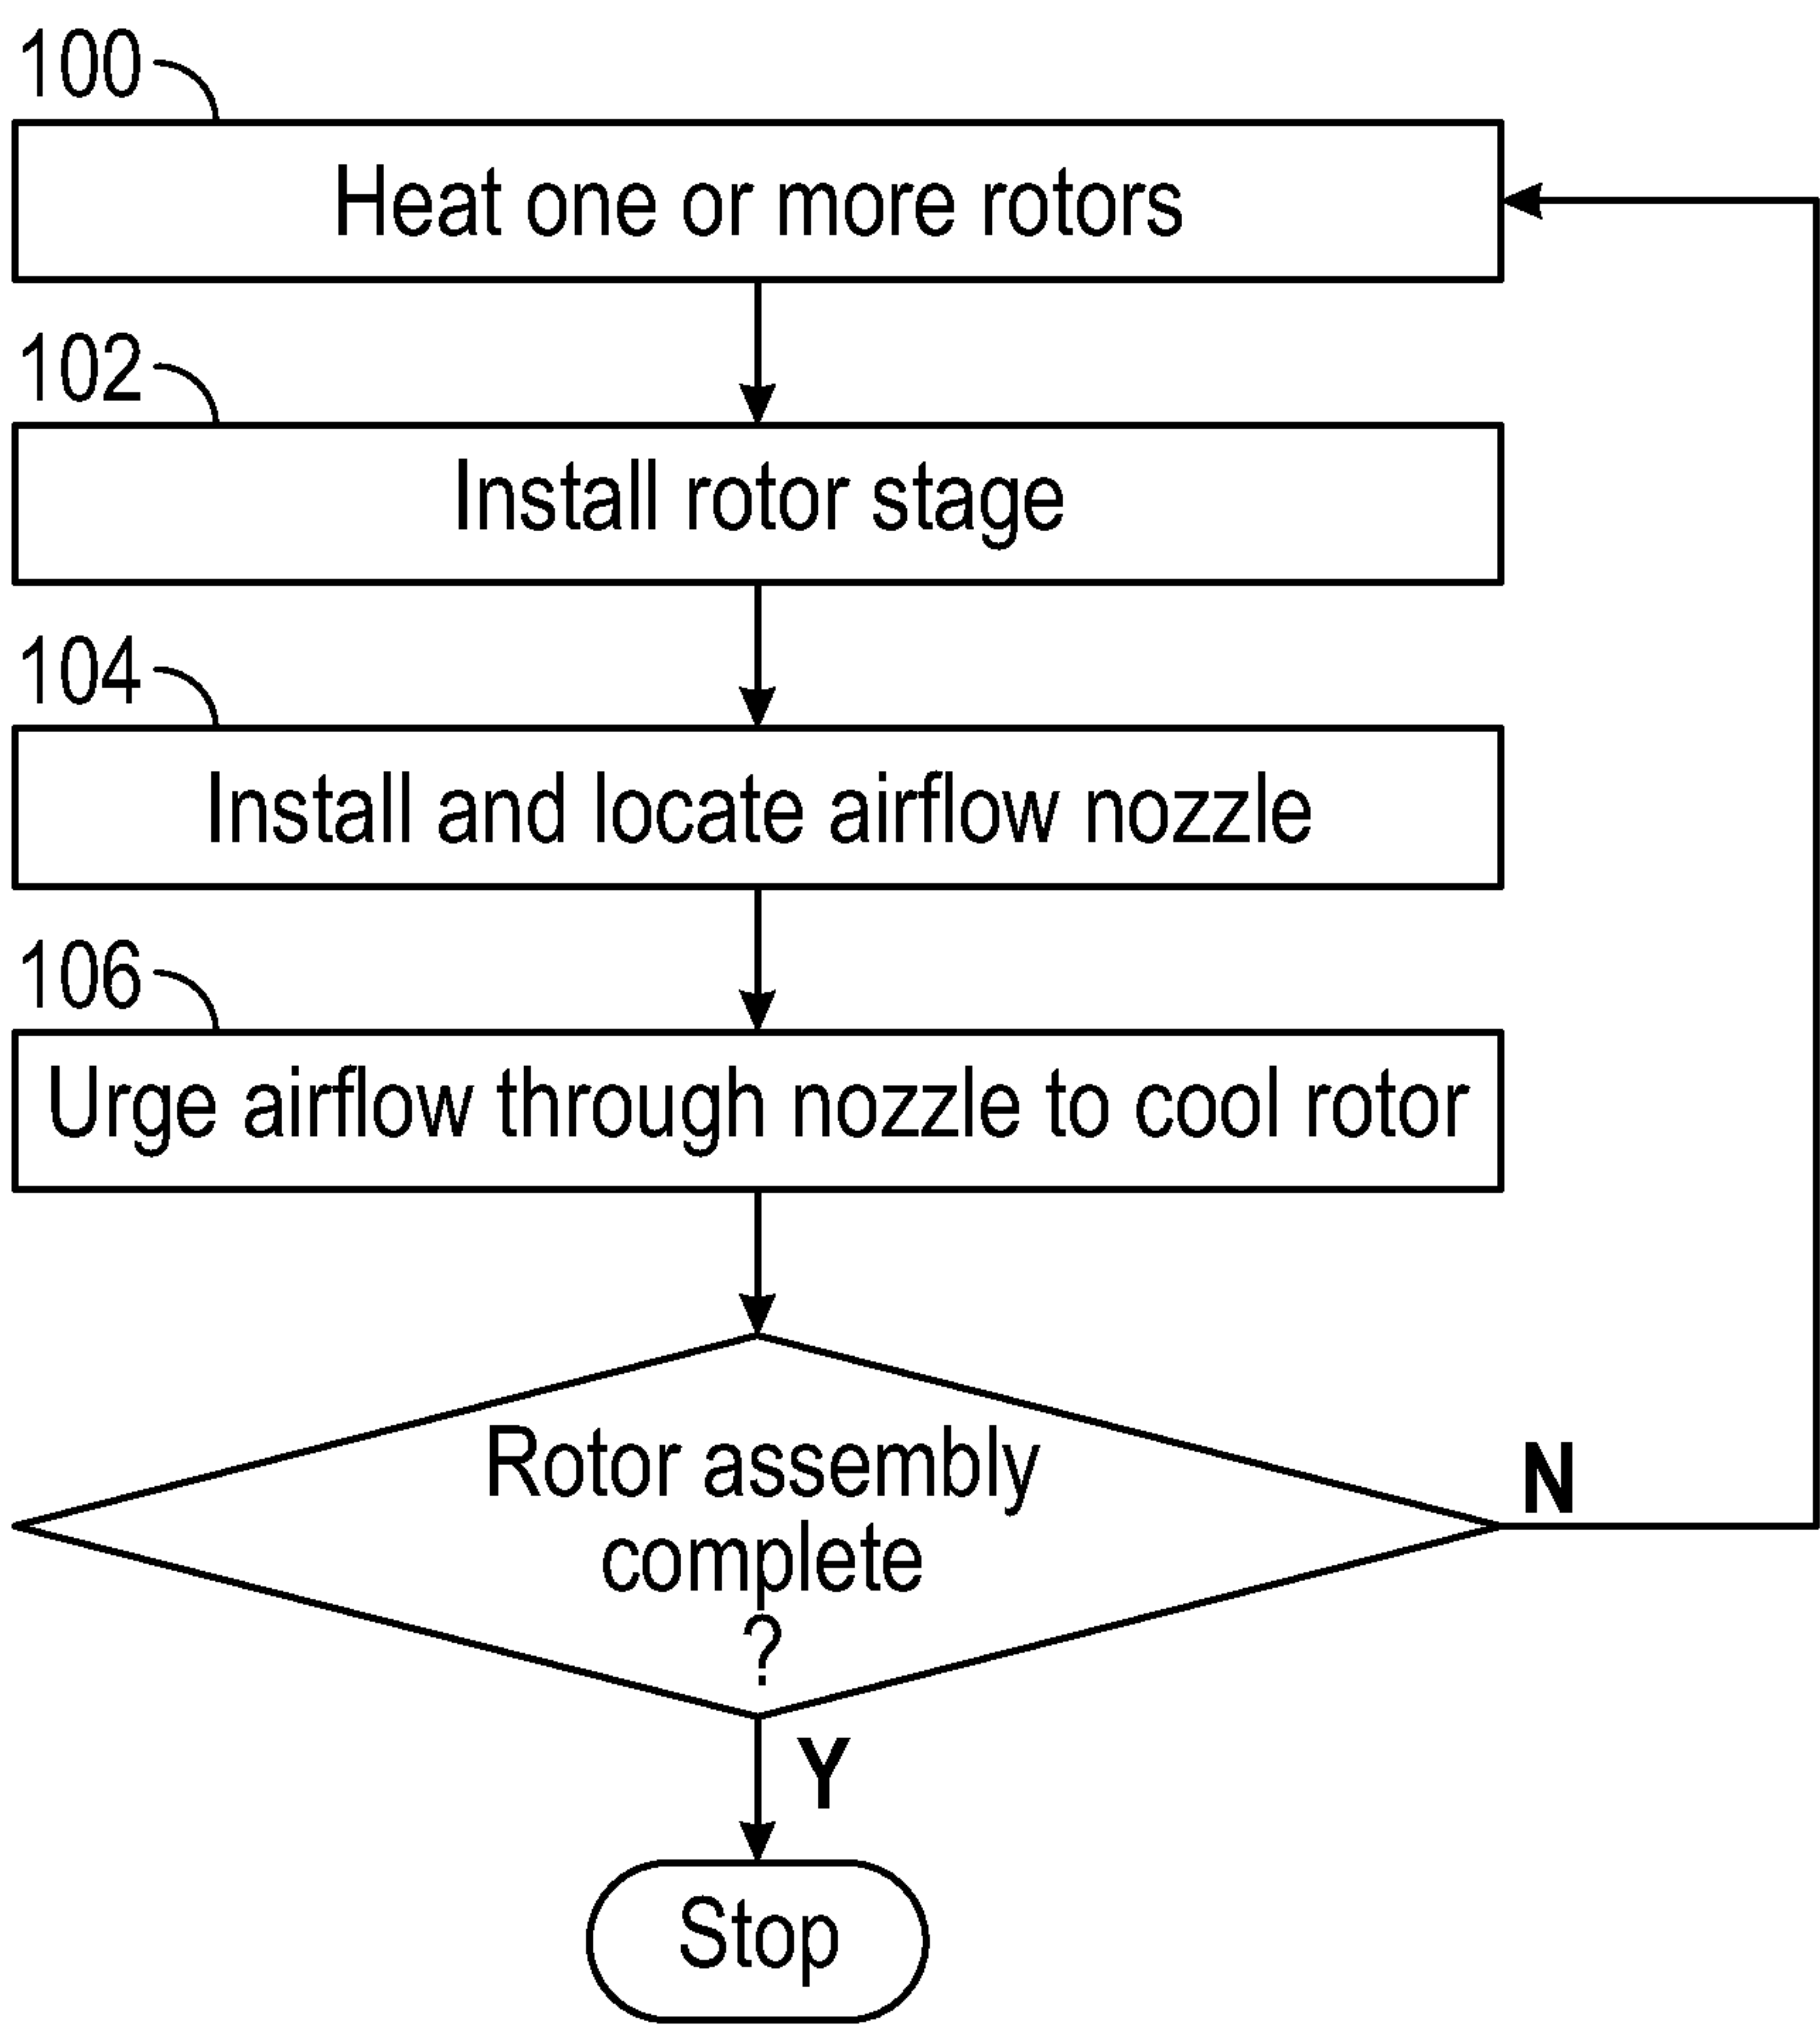 100
Heat one or more rotors
102
Install rotor stage
104
Install and locate airflow nozzle
106
Urge airflow through nozzle to cool rotor
Rotor assembly
complete
?
N
Y
Stop